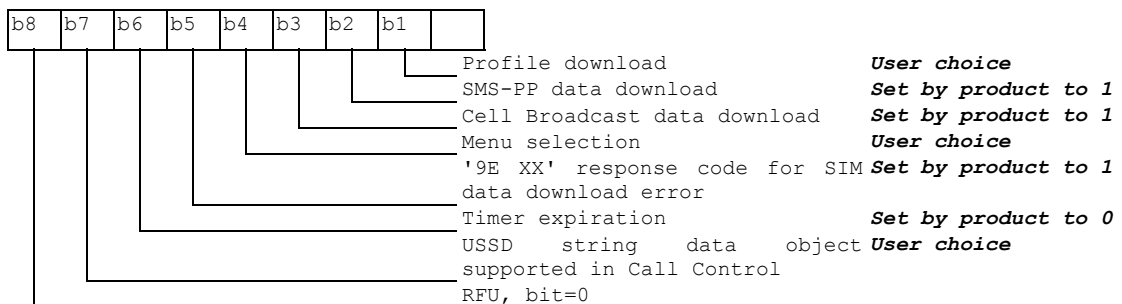 b8 b7 b6 b5 b4 b3 b2 b1
Profile download User choice
SMS-PP data download Set by product to 1
Cell Broadcast data download Set by product to 1
Menu selection User choice
'9E XX' response code for SIM Set by product to 1
data download error
Timer expiration Set by product to 0
USSD string data object User choice
supported in Call Control
RFU, bit=0